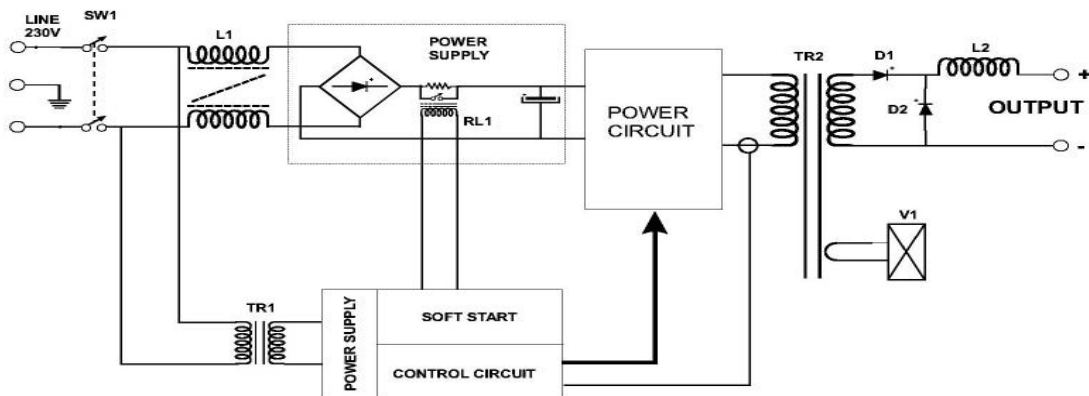 LINE
230V
SW1
L1
POWER
SUPPLY
RL1
POWER
CIRCUIT
TR2
D1
D2
L2
+
OUTPUT
-
V1
TR1
POWER SUPPLY
SOFT START
CONTROL CIRCUIT